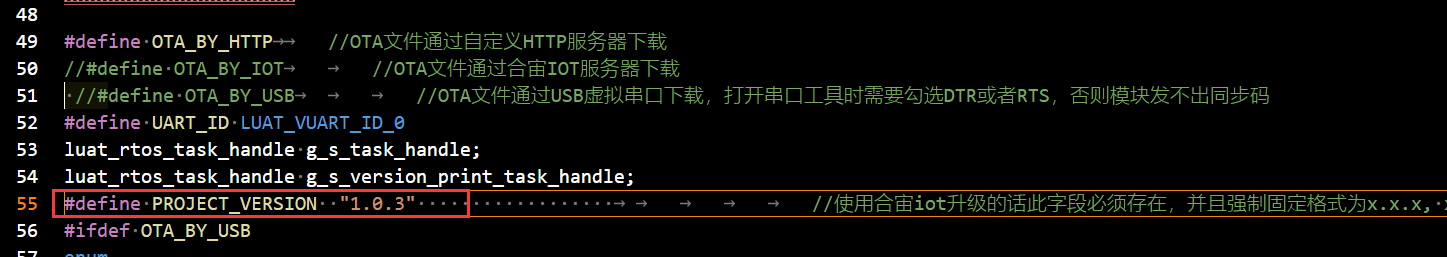 48
49 #define OTA_BY_HTTP //OTA文件通过自定义HTTP服务器下载
50 //#define OTA_BY_IOT //OTA文件通过合宙IOT服务器下载
51 //#define OTA_BY_USB //OTA文件通过USB虚拟串口下载，打开串口工具时需要勾选DTR或者RTS，否则模块发不出同步码
52 #define UART_ID LUAT_VUART_ID_0
53 luat_rtos_task_handle g_s_task_handle;
54 luat_rtos_task_handle g_s_version_print_task_handle;
55 #define PROJECT_VERSION "1.0.3" //使用合宙iot升级的话此字段必须存在，并且强制固定格式为x.x.x,
56 #ifdef OTA_BY_USB
57 enum